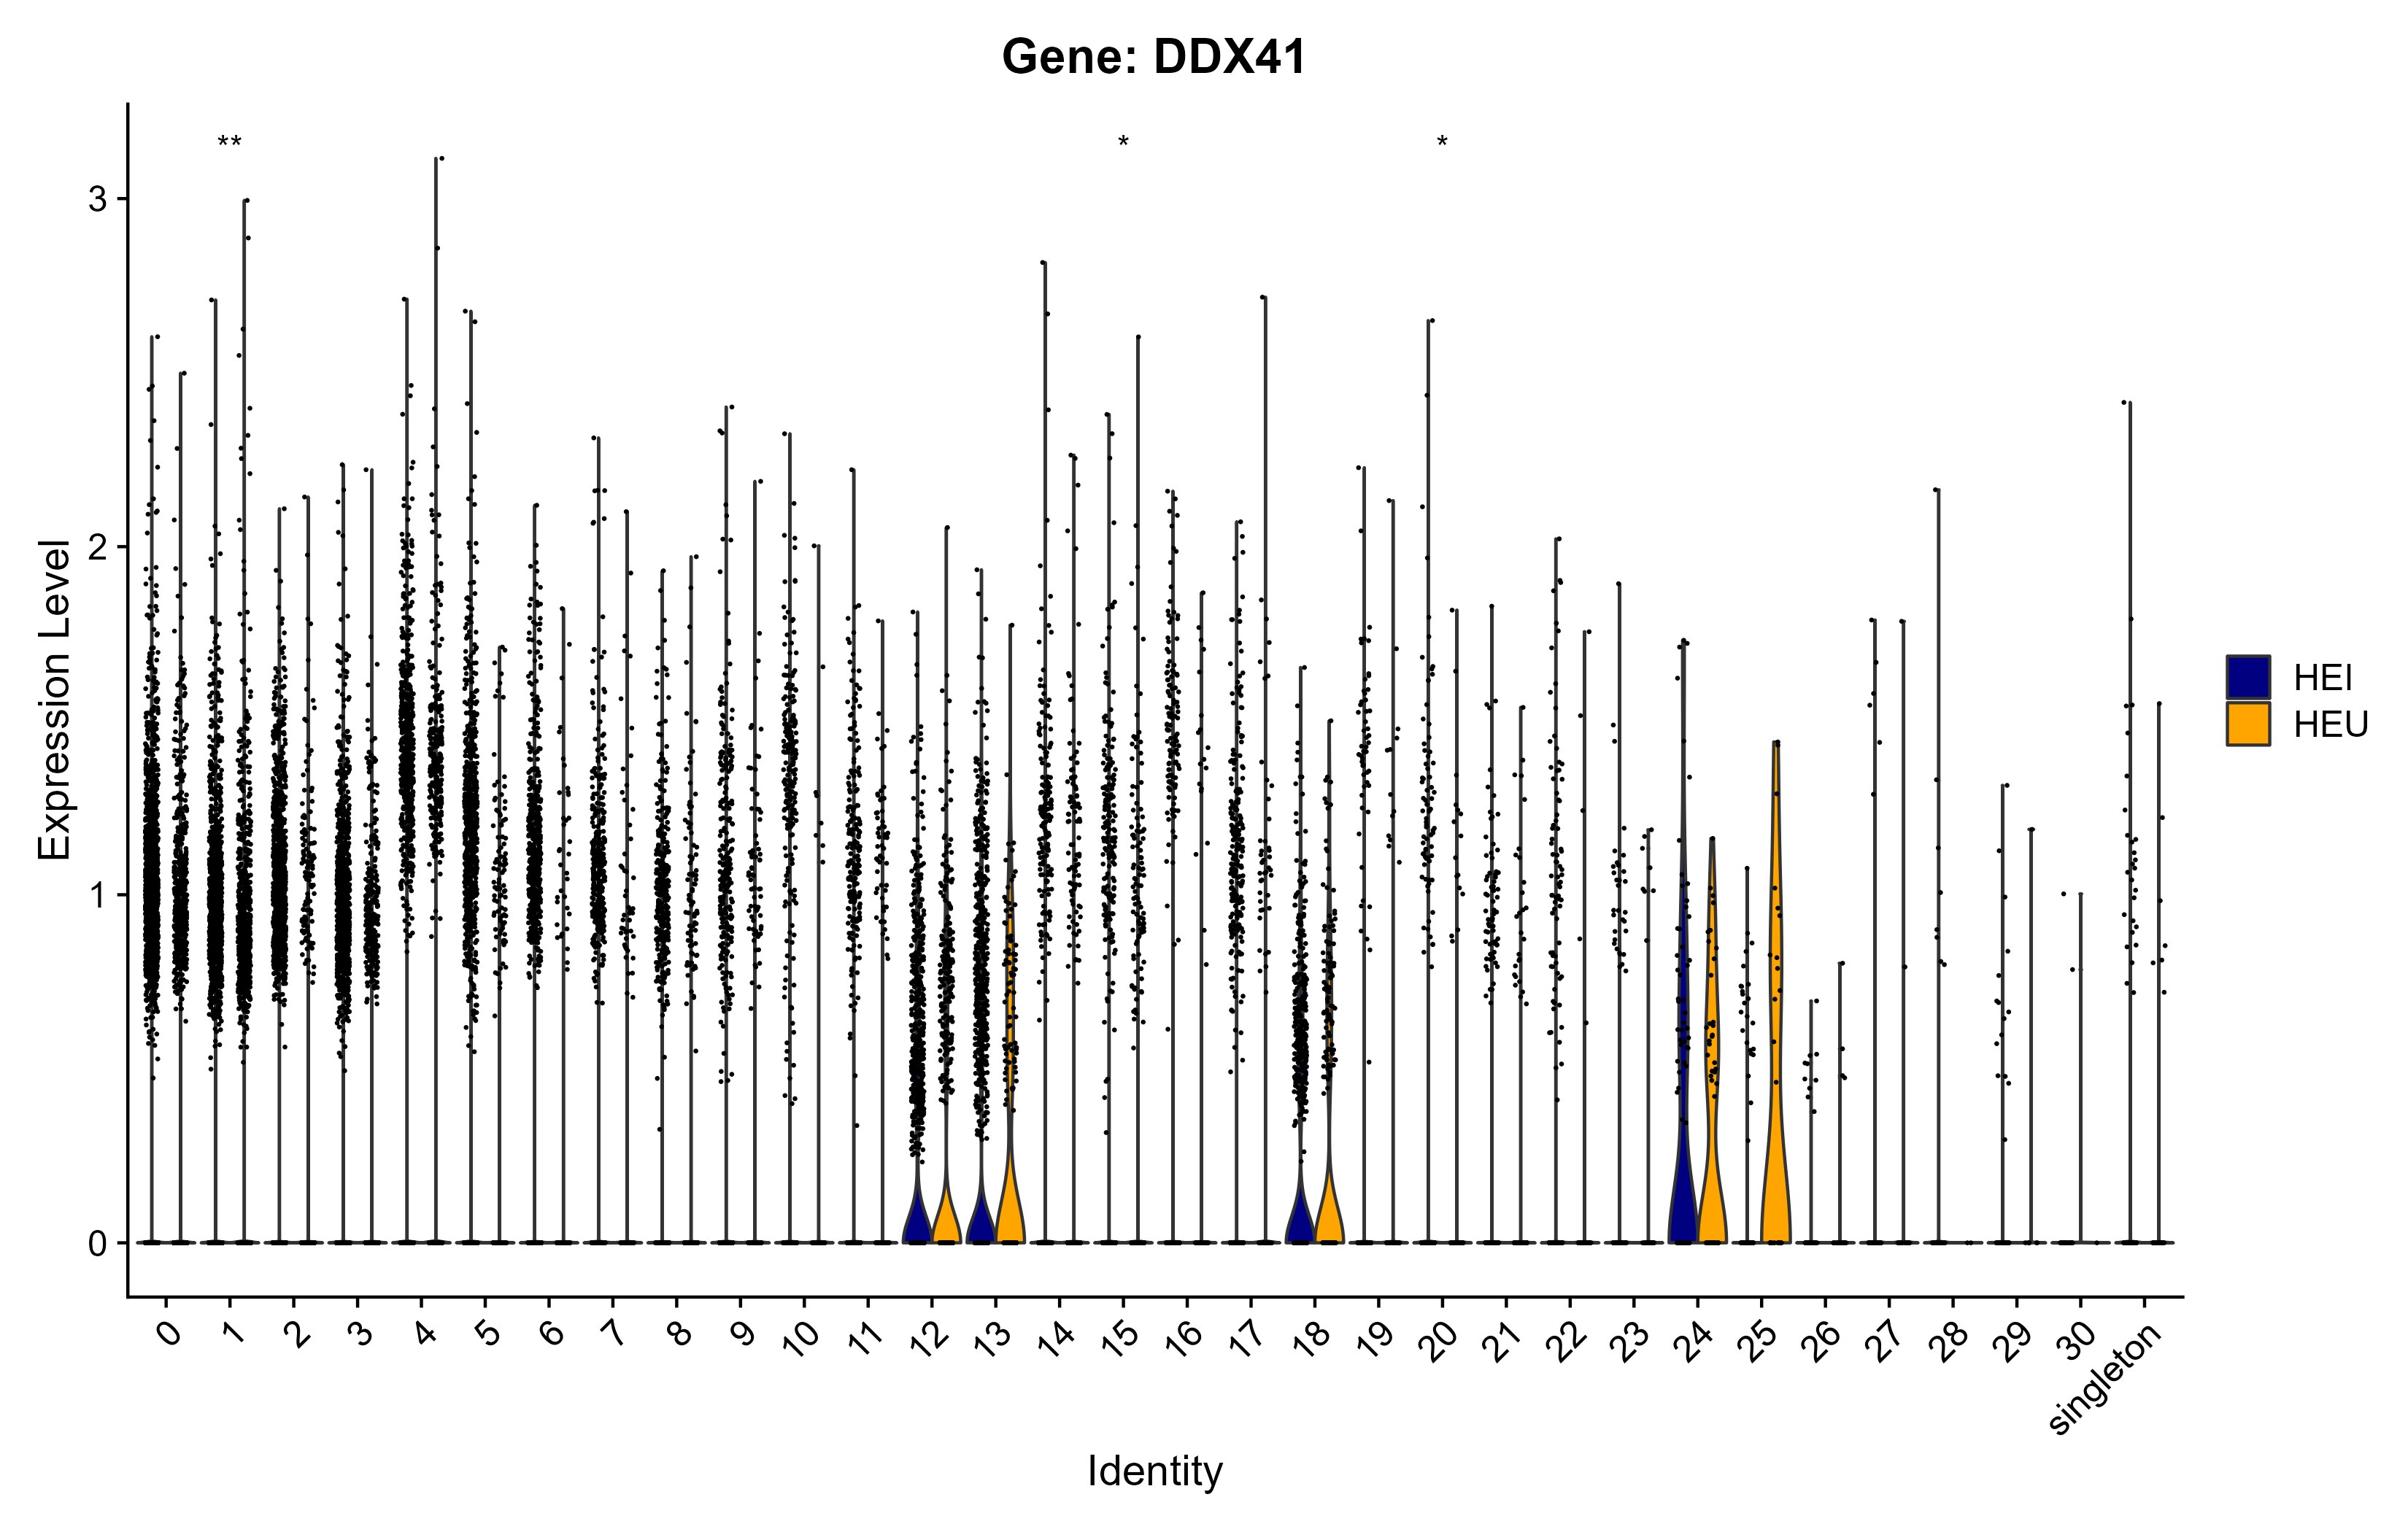 Gene: DDX41
** * *
Expression Level
3
2
1
0
HEI
HEU
0 1 2 3 4 5 6 7 8 9 10 11 12 13 14 15 16 17 18 19 20 21 22 23 24 25 26 27 28 29 30 singleton
Identity